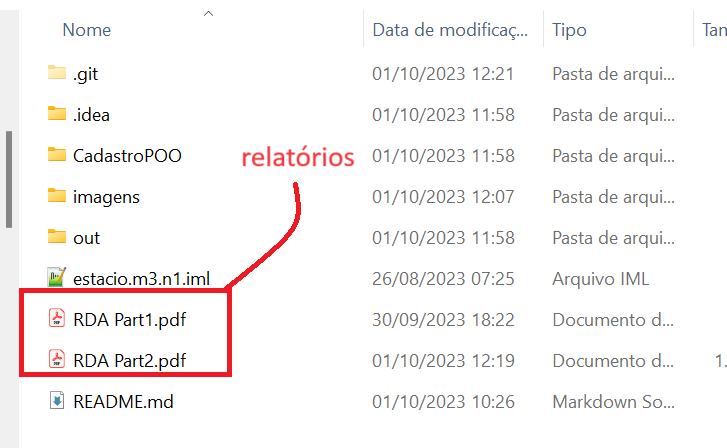 Nome Data de modificaç... Tipo Tan
.git 01/10/2023 12:21 Pasta de arqui...
.idea 01/10/2023 11:58 Pasta de arqui...
CadastroPOO relatórios 01/10/2023 11:58 Pasta de arqui...
imagens 01/10/2023 12:07 Pasta de arqui...
out 01/10/2023 11:58 Pasta de arqui...
estacio.m3.n1.iml 26/08/2023 07:25 Arquivo IML
RDA Part1.pdf 30/09/2023 18:22 Documento d...
RDA Part2.pdf 01/10/2023 12:19 Documento d... 1.
README.md 01/10/2023 10:26 Markdown So...